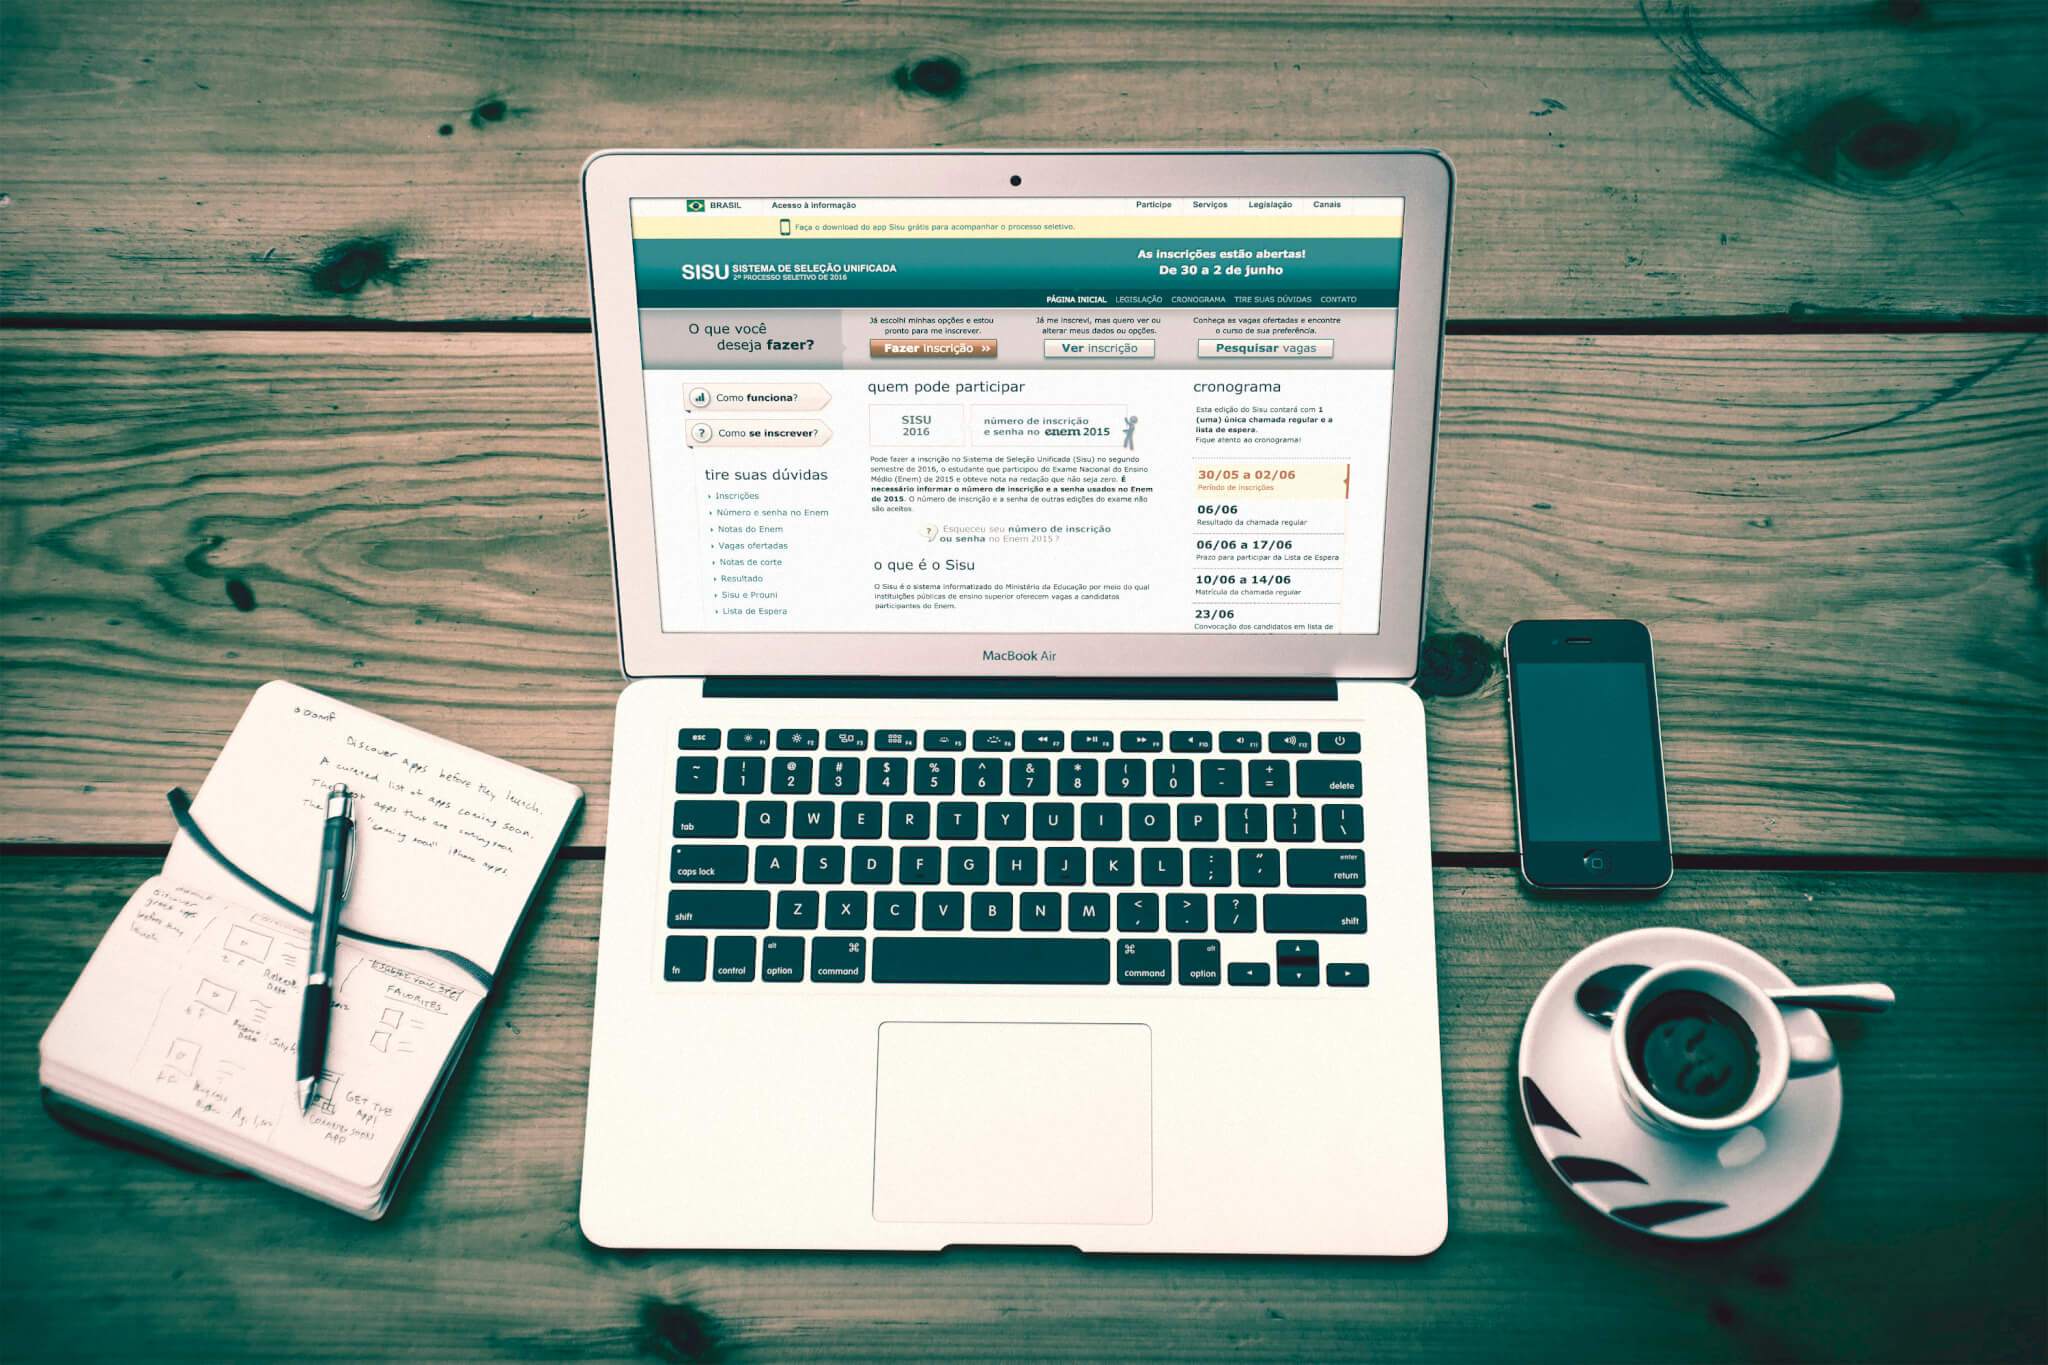 BRASIL
Acesso à informação
Participe Serviços Legislação Canais
Faça o download do app Sisu grátis para acompanhar o processo seletivo.
SISU SISTEMA DE SELEÇÃO UNIFICADA
2º PROCESSO SELETIVO DE 2016
As inscrições estão abertas!
De 30 a 2 de junho
PÁGINA INICIAL LEGISLAÇÃO CRONOGRAMA TIRE SUAS DÚVIDAS CONTATO
O que você
deseja fazer?
Já escolhi minhas opções e estou
pronto para me inscrever.
Fazer inscrição »
Já me inscrevi, mas quero ver ou
alterar meus dados ou opções.
Ver inscrição
Conheça as vagas ofertadas e encontre
o curso de sua preferência.
Pesquisar vagas
Como funciona?
? Como se inscrever?
tire suas dúvidas
Inscrições
Número e senha no Enem
Notas do Enem
Vagas ofertadas
Notas de corte
Resultado
Sisu e Prouni
Lista de Espera
quem pode participar
SISU
2016
número de inscrição
e senha no enem 2015
Pode fazer a inscrição no Sistema de Seleção Unificada (Sisu) no segundo
semestre de 2016, o estudante que participou do Exame Nacional do Ensino
Médio (Enem) de 2015 e obteve nota na redação que não seja zero. É
necessário informar o número de inscrição e a senha usados no Enem
de 2015. O número de inscrição e a senha de outras edições do exame não
são aceitos.
? Esqueceu seu número de inscrição
ou senha no Enem 2015?
o que é o Sisu
O Sisu é o sistema informatizado do Ministério da Educação por meio do qual
instituições públicas de ensino superior oferecem vagas a candidatos
participantes do Enem.
cronograma
Esta edição do Sisu contará com 1
(uma) única chamada regular e a
lista de espera.
Fique atento ao cronograma!
30/05 a 02/06
Período de inscrições
06/06
Resultado da chamada regular
06/06 a 17/06
Prazo para participar da Lista de Espera
10/06 a 14/06
Matrícula da chamada regular
23/06
Convocação dos candidatos em lista de
MacBook Air
esc F1 F2 F3 F4 F5 F6 F7 F8 F9 F10 F11 F12
~ ! @ # $ % ^ & * ( ) _ +
` 1 2 3 4 5 6 7 8 9 0 - = delete
tab Q W E R T Y U I O P { [ } ] | \
caps lock A S D F G H J K L : ; " ' enter return
shift Z X C V B N M < , > . ? / shift
fn control alt option ⌘ command ⌘ command alt option
Discover apps before they launch.
A curated list of apps coming soon.
The apps that are coming soon
The "coming soon" iPhone apps.
before they
launch
Release
Date
FAVORITES
GET THE
APP!
APP